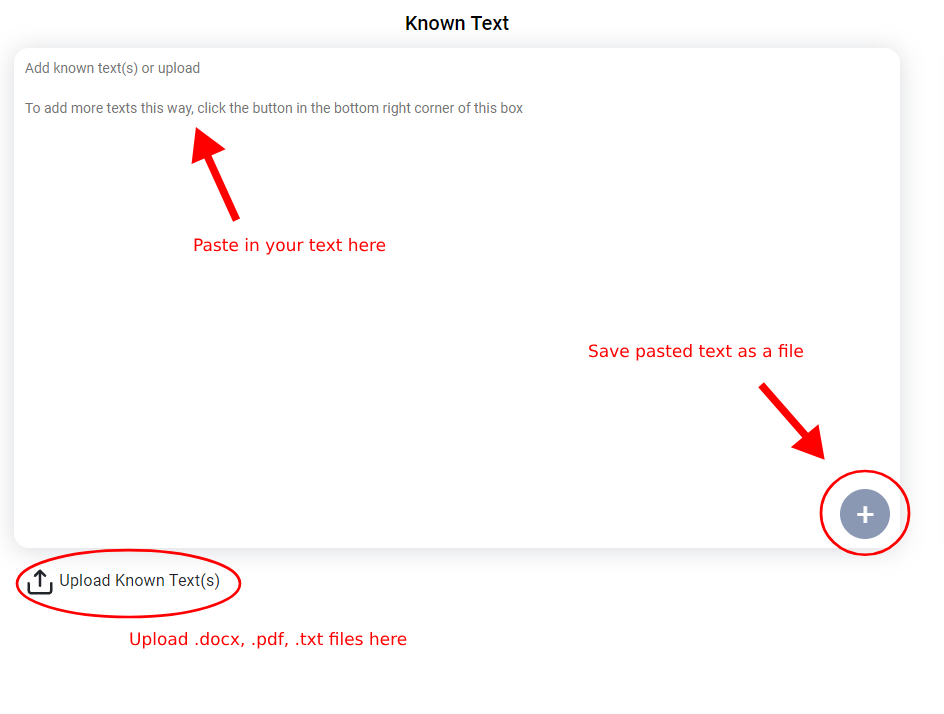 Known Text
Add known text(s) or upload
To add more texts this way, click the button in the bottom right corner of this box
Paste in your text here
Save pasted text as a file
+
Upload Known Text(s)
Upload .docx, .pdf, .txt files here